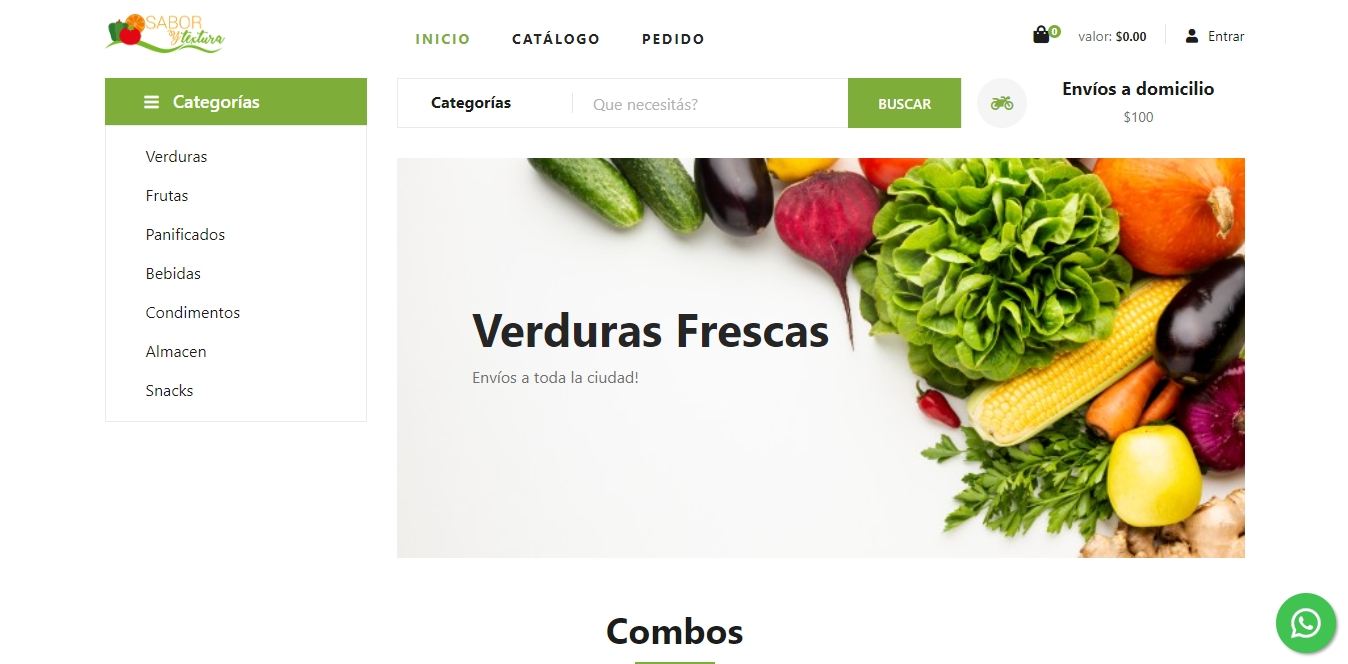 SABOR
y textura
INICIO
CATÁLOGO
PEDIDO
0
valor: $0.00
Entrar
Categorías
Verduras
Frutas
Panificados
Bebidas
Condimentos
Almacen
Snacks
Categorías
Que necesitás?
BUSCAR
Envíos a domicilio
$100
Verduras Frescas
Envíos a toda la ciudad!
Combos